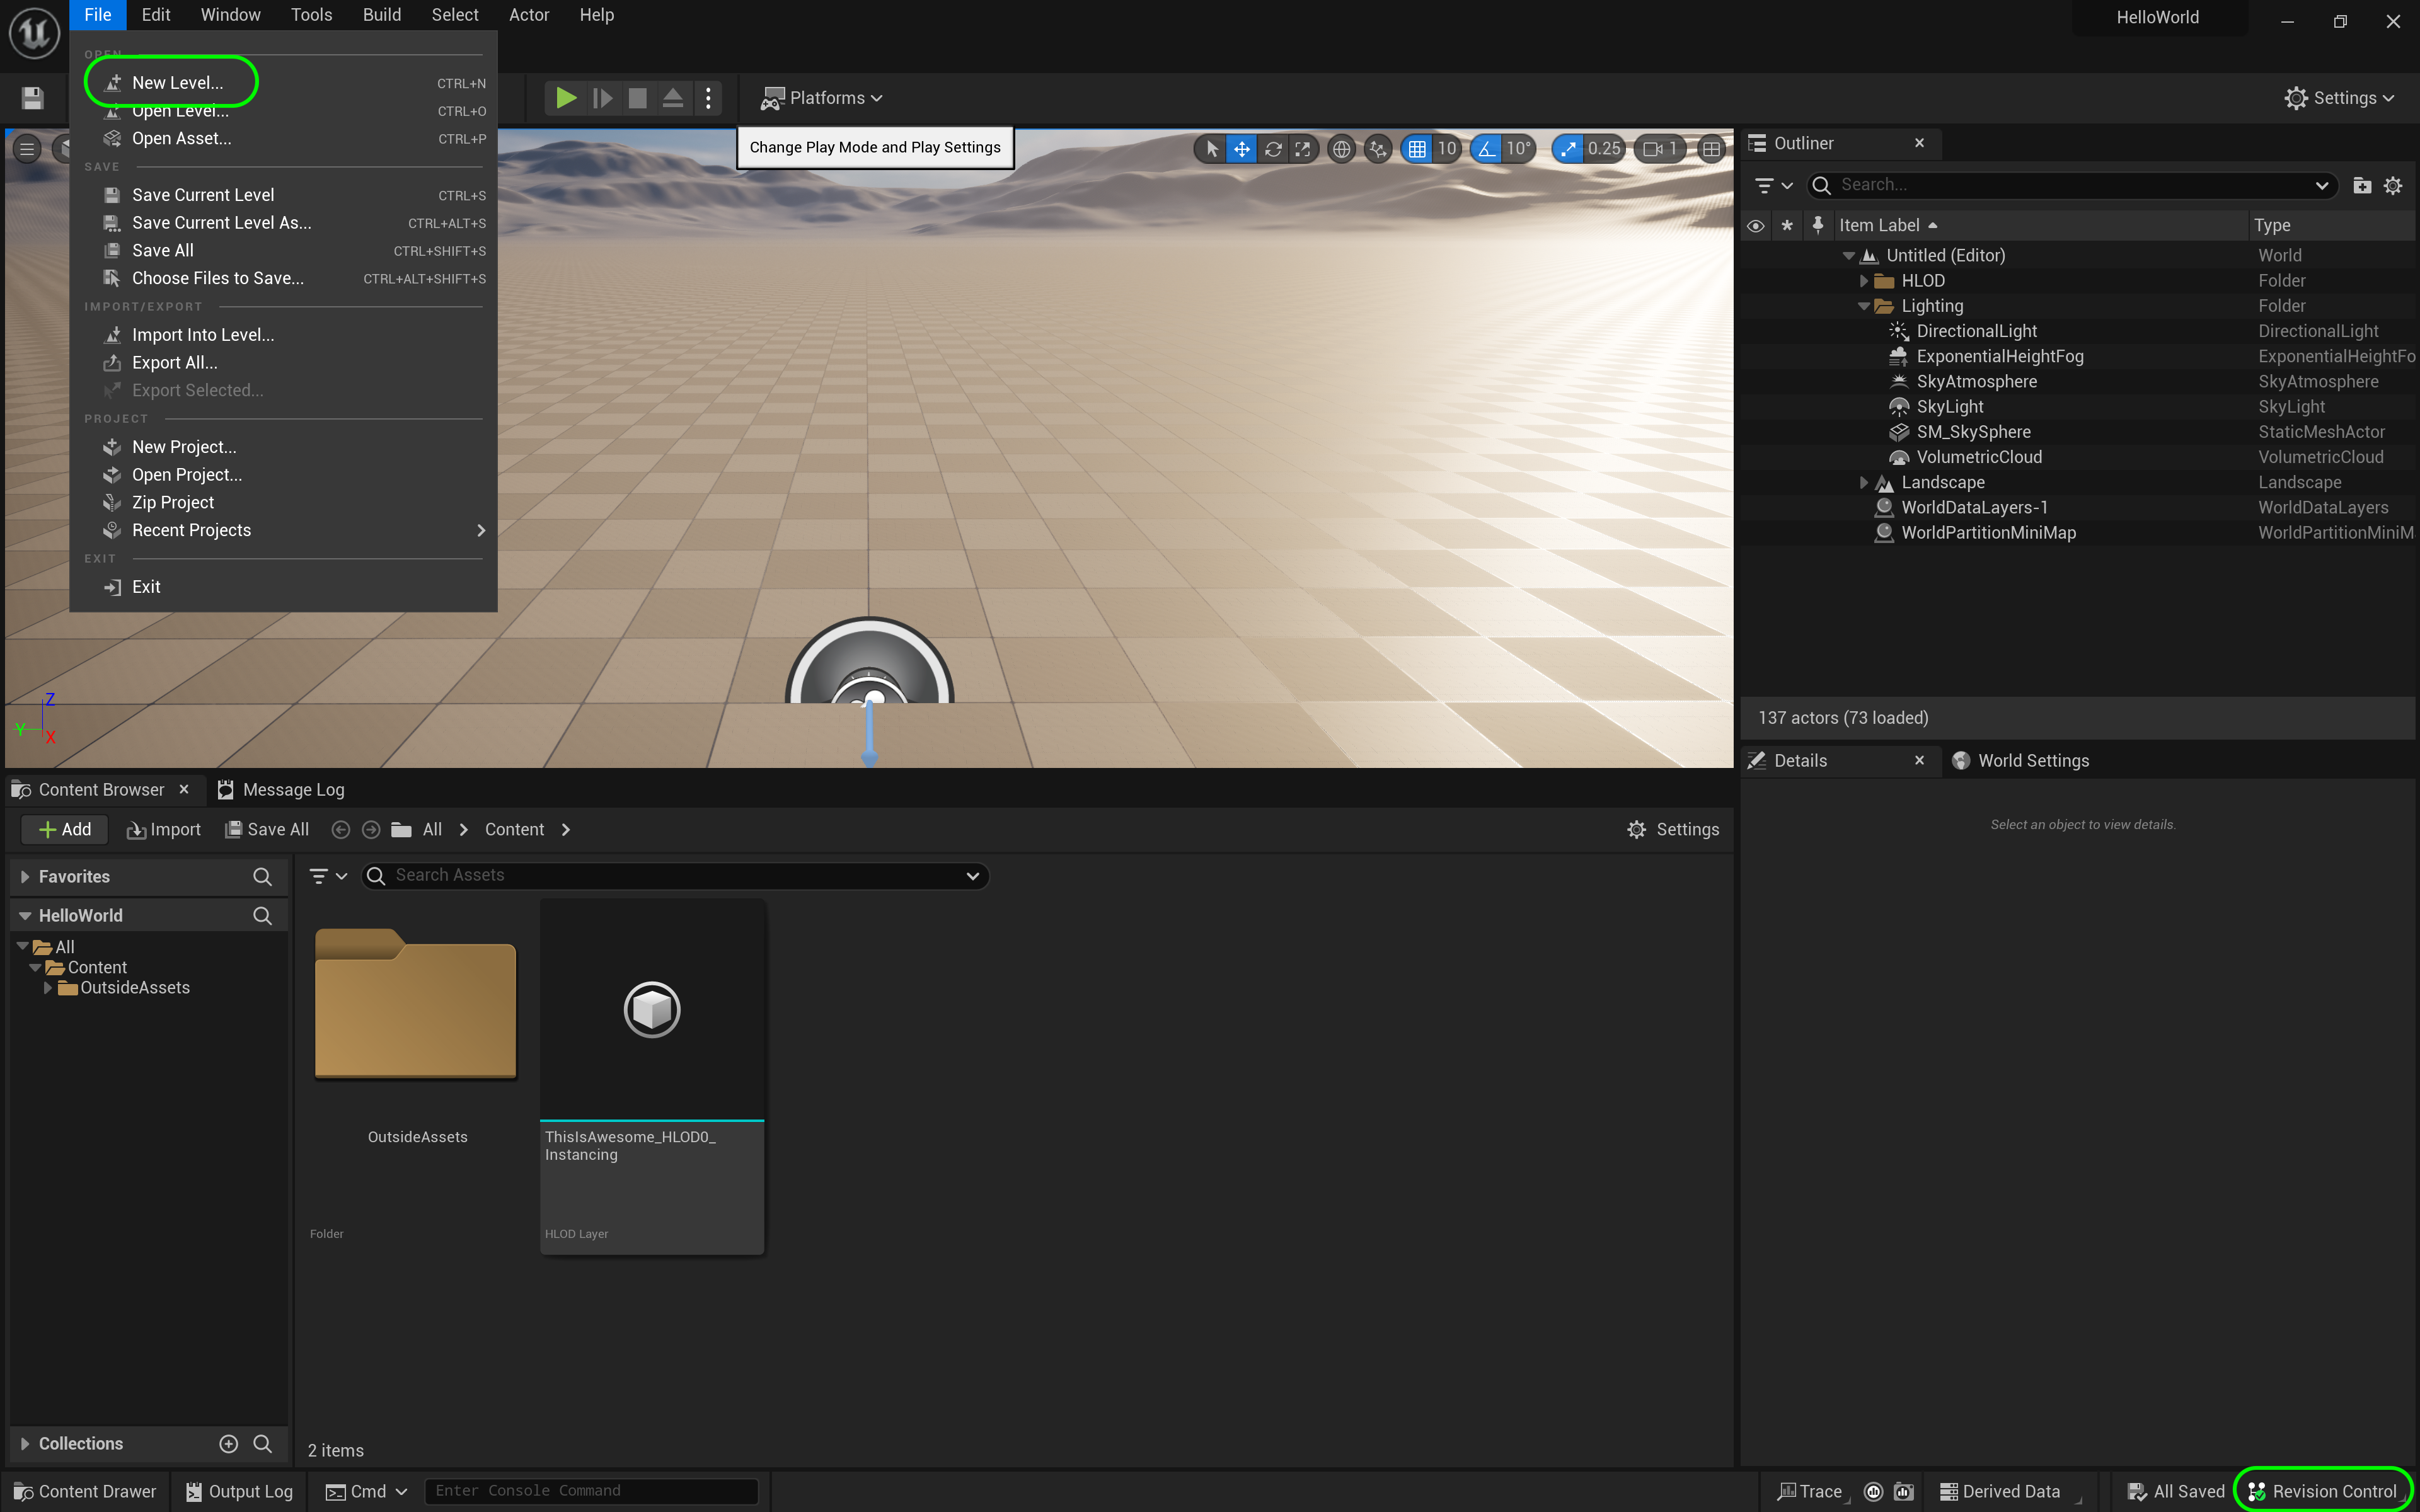 File Edit Window Tools Build Select Actor Help
HelloWorld
OPEN
New Level... CTRL+N
Open Level... CTRL+O
Open Asset... CTRL+P
SAVE
Save Current Level CTRL+S
Save Current Level As... CTRL+ALT+S
Save All CTRL+SHIFT+S
Choose Files to Save... CTRL+ALT+SHIFT+S
IMPORT/EXPORT
Import Into Level...
Export All...
Export Selected...
PROJECT
New Project...
Open Project...
Zip Project
Recent Projects
EXIT
Exit
Platforms
Settings
Change Play Mode and Play Settings
10 10° 0.25 1
Z
Y
X
Outliner
Search...
Item Label Type
Untitled (Editor) World
HLOD Folder
Lighting Folder
DirectionalLight DirectionalLight
ExponentialHeightFog ExponentialHeightFo
SkyAtmosphere SkyAtmosphere
SkyLight SkyLight
SM_SkySphere StaticMeshActor
VolumetricCloud VolumetricCloud
Landscape Landscape
WorldDataLayers-1 WorldDataLayers
WorldPartitionMiniMap WorldPartitionMiniM
137 actors (73 loaded)
Details World Settings
Select an object to view details.
Content Browser Message Log
Add Import Save All All Content Settings
Favorites
HelloWorld
All
Content
OutsideAssets
Collections
Search Assets
OutsideAssets
Folder
ThisIsAwesome_HLOD0_
Instancing
HLOD Layer
2 items
Content Drawer Output Log Cmd Enter Console Command Trace Derived Data All Saved Revision Control